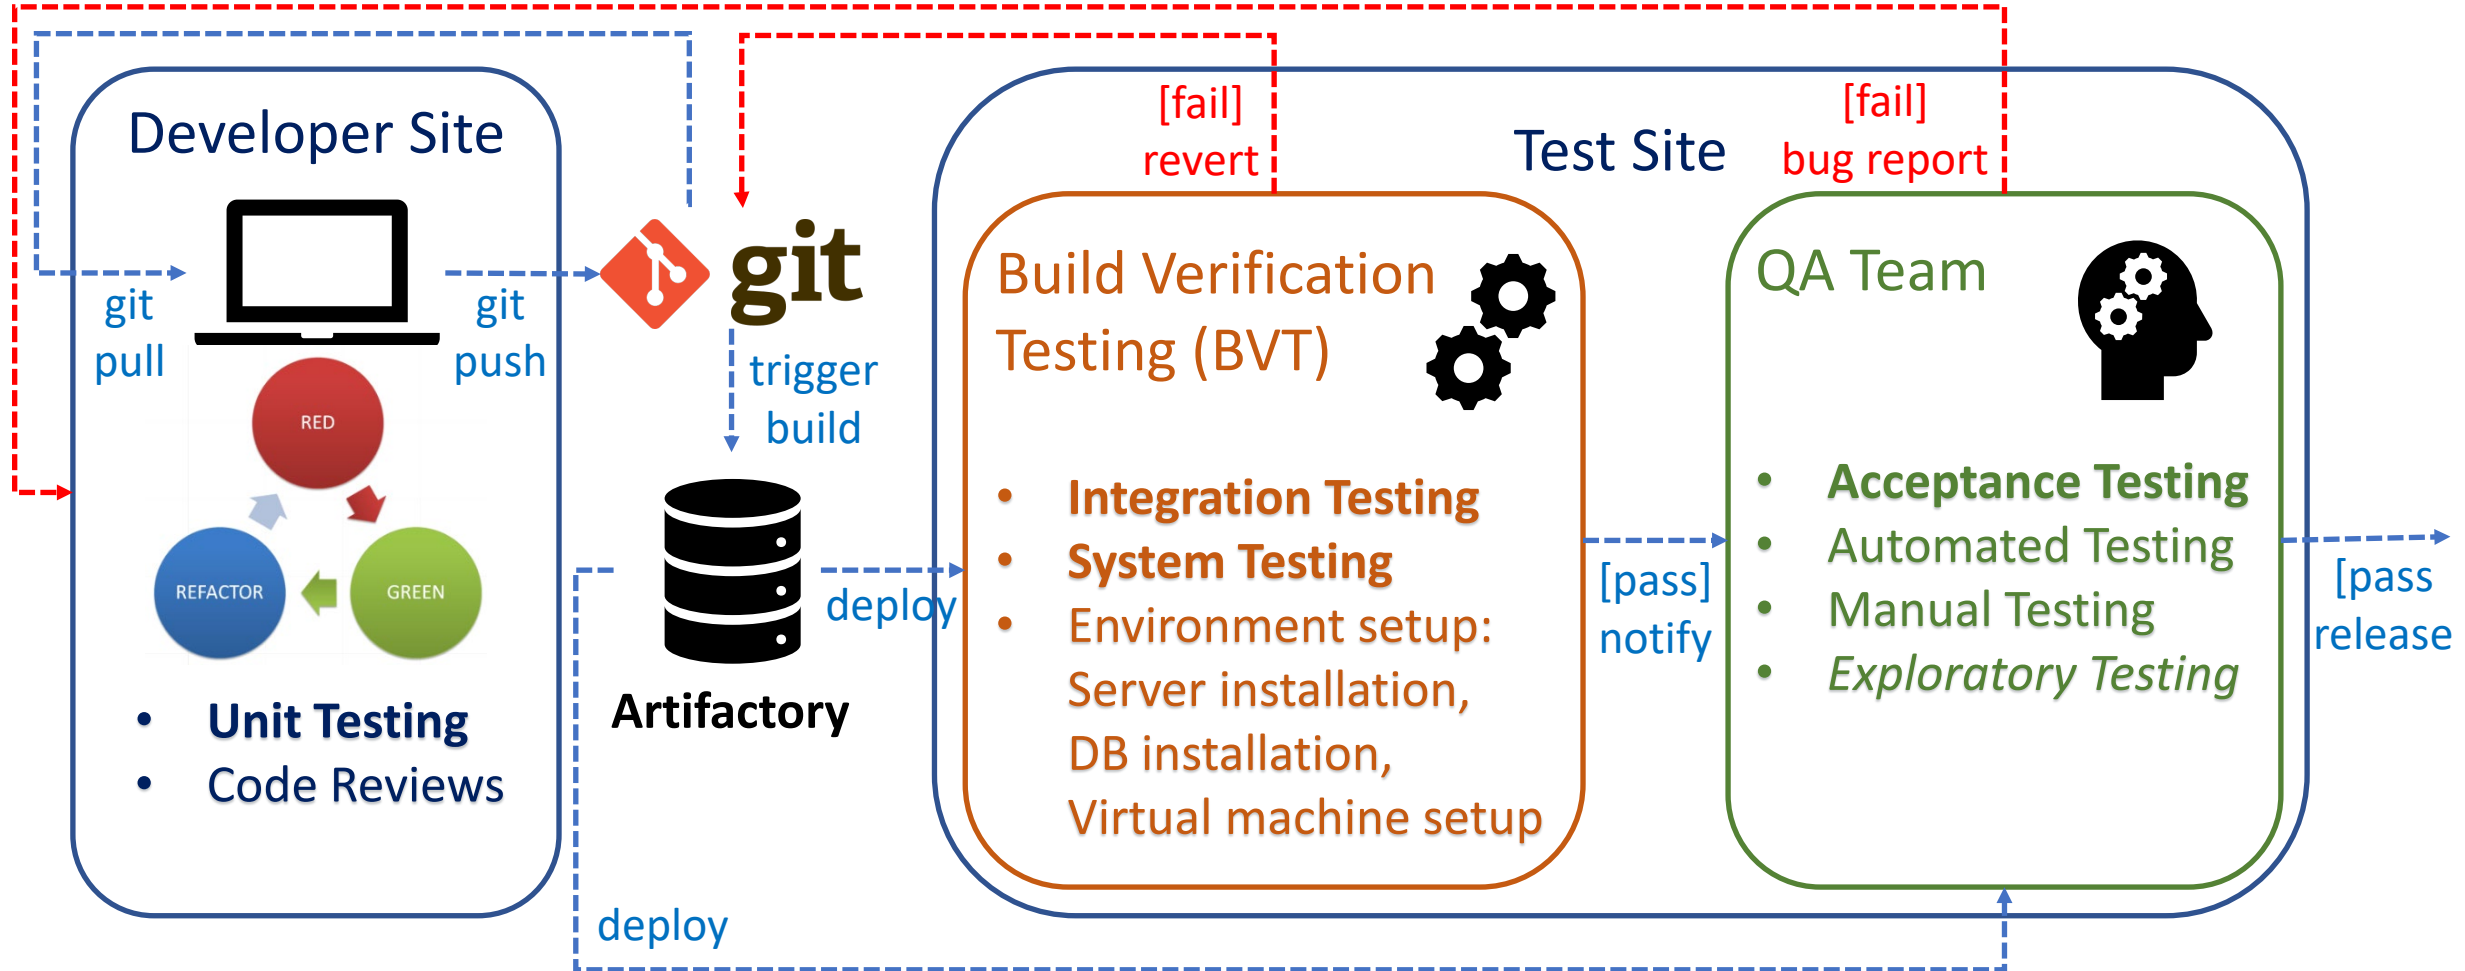 Developer Site
git
pull
git
push
RED
REFACTOR
GREEN
• Unit Testing
• Code Reviews
git
trigger
build
Artifactory
deploy
deploy
Test Site
[fail]
revert
Build Verification
Testing (BVT)
• Integration Testing
• System Testing
• Environment setup:
Server installation,
DB installation,
Virtual machine setup
[pass]
notify
[fail]
bug report
QA Team
• Acceptance Testing
• Automated Testing
• Manual Testing
• Exploratory Testing
[pass
release